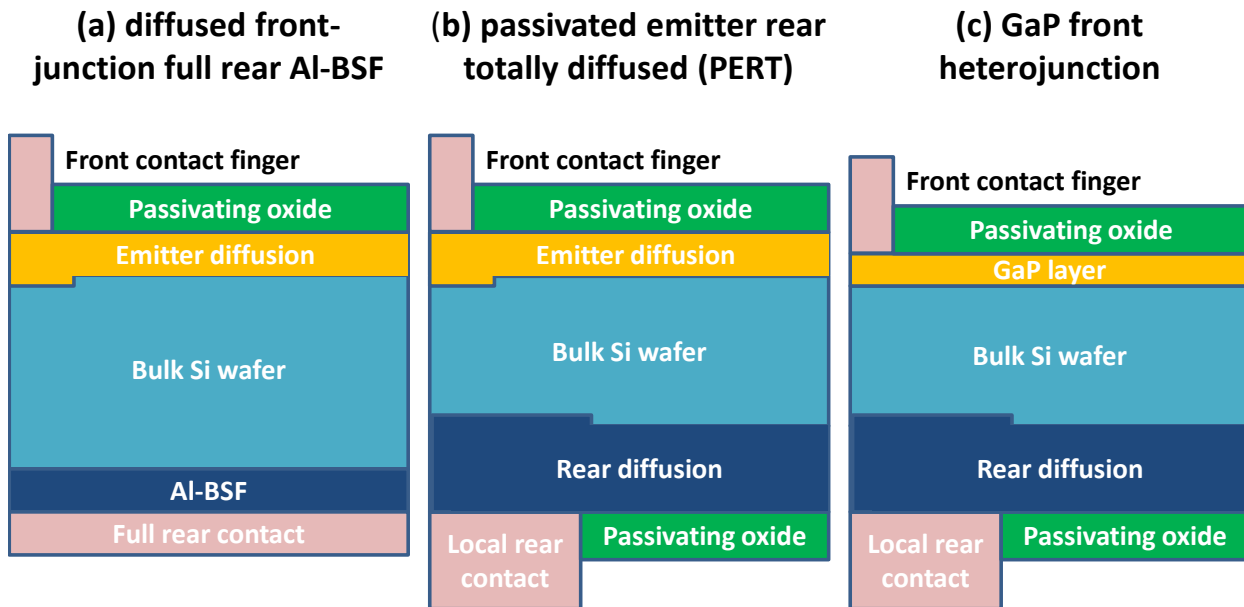 (a) diffused front-
junction full rear Al-BSF
Front contact finger
Passivating oxide
Emitter diffusion
Bulk Si wafer
Al-BSF
Full rear contact
(b) passivated emitter rear
totally diffused (PERT)
Front contact finger
Passivating oxide
Emitter diffusion
Bulk Si wafer
Rear diffusion
Local rear
contact
Passivating oxide
(c) GaP front
heterojunction
Front contact finger
Passivating oxide
GaP layer
Bulk Si wafer
Rear diffusion
Local rear
contact
Passivating oxide